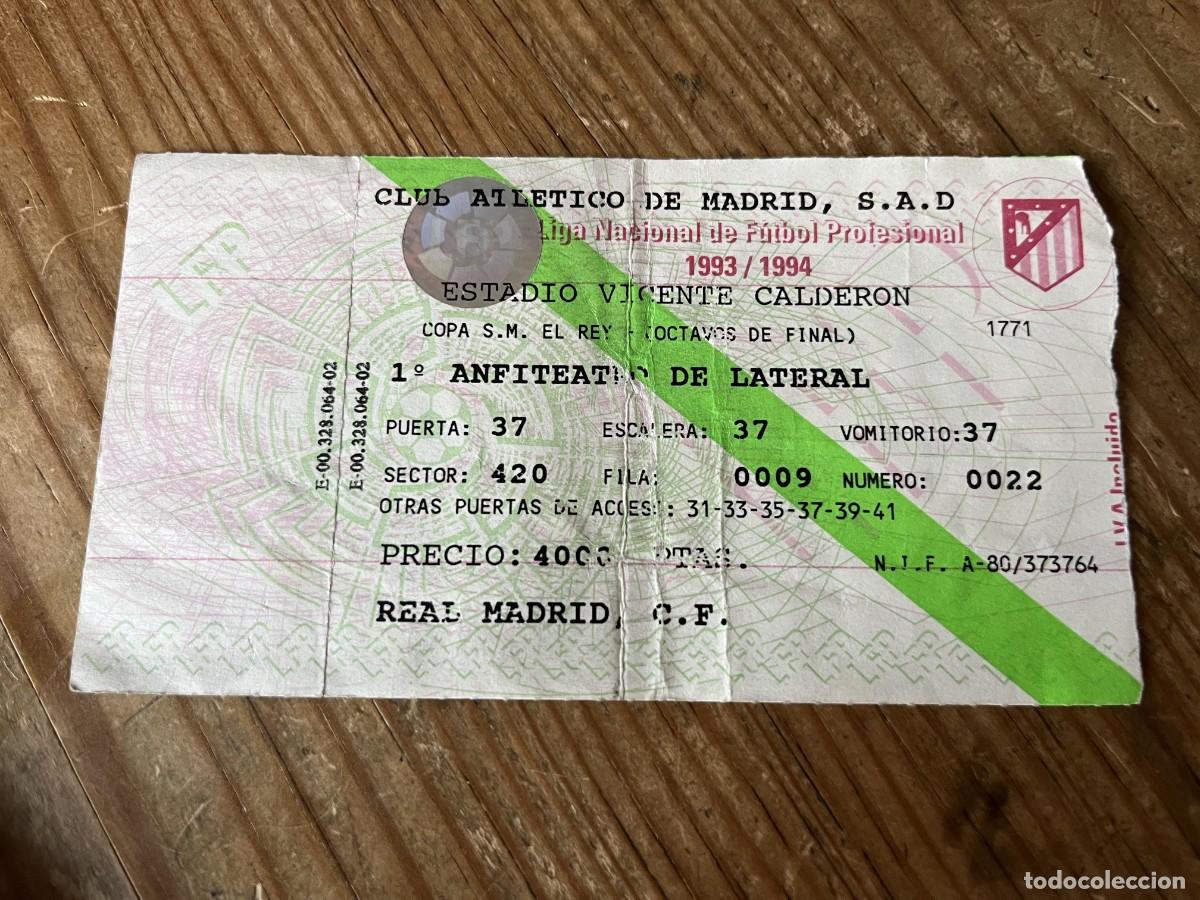 CLUB ATLETICO DE MADRID, S.A.D
Liga Nacional de Fútbol Profesional
1993 / 1994
ESTADIO VICENTE CALDERON
COPA S.M. EL REY - (OCTAVOS DE FINAL)
1771
1º ANFITEATRO DE LATERAL
PUERTA: 37 ESCALERA: 37 VOMITORIO:37
SECTOR: 420 FILA: 0009 NUMERO: 0022
OTRAS PUERTAS DE ACCESO: 31-33-35-37-39-41
PRECIO: 4000 PTAS.
N.I.F. A-80/373764
REAL MADRID, C.F.
E-00.328.064-02
E-00.328.064-02
I.V.A Incluido
LFP
todocoleccion